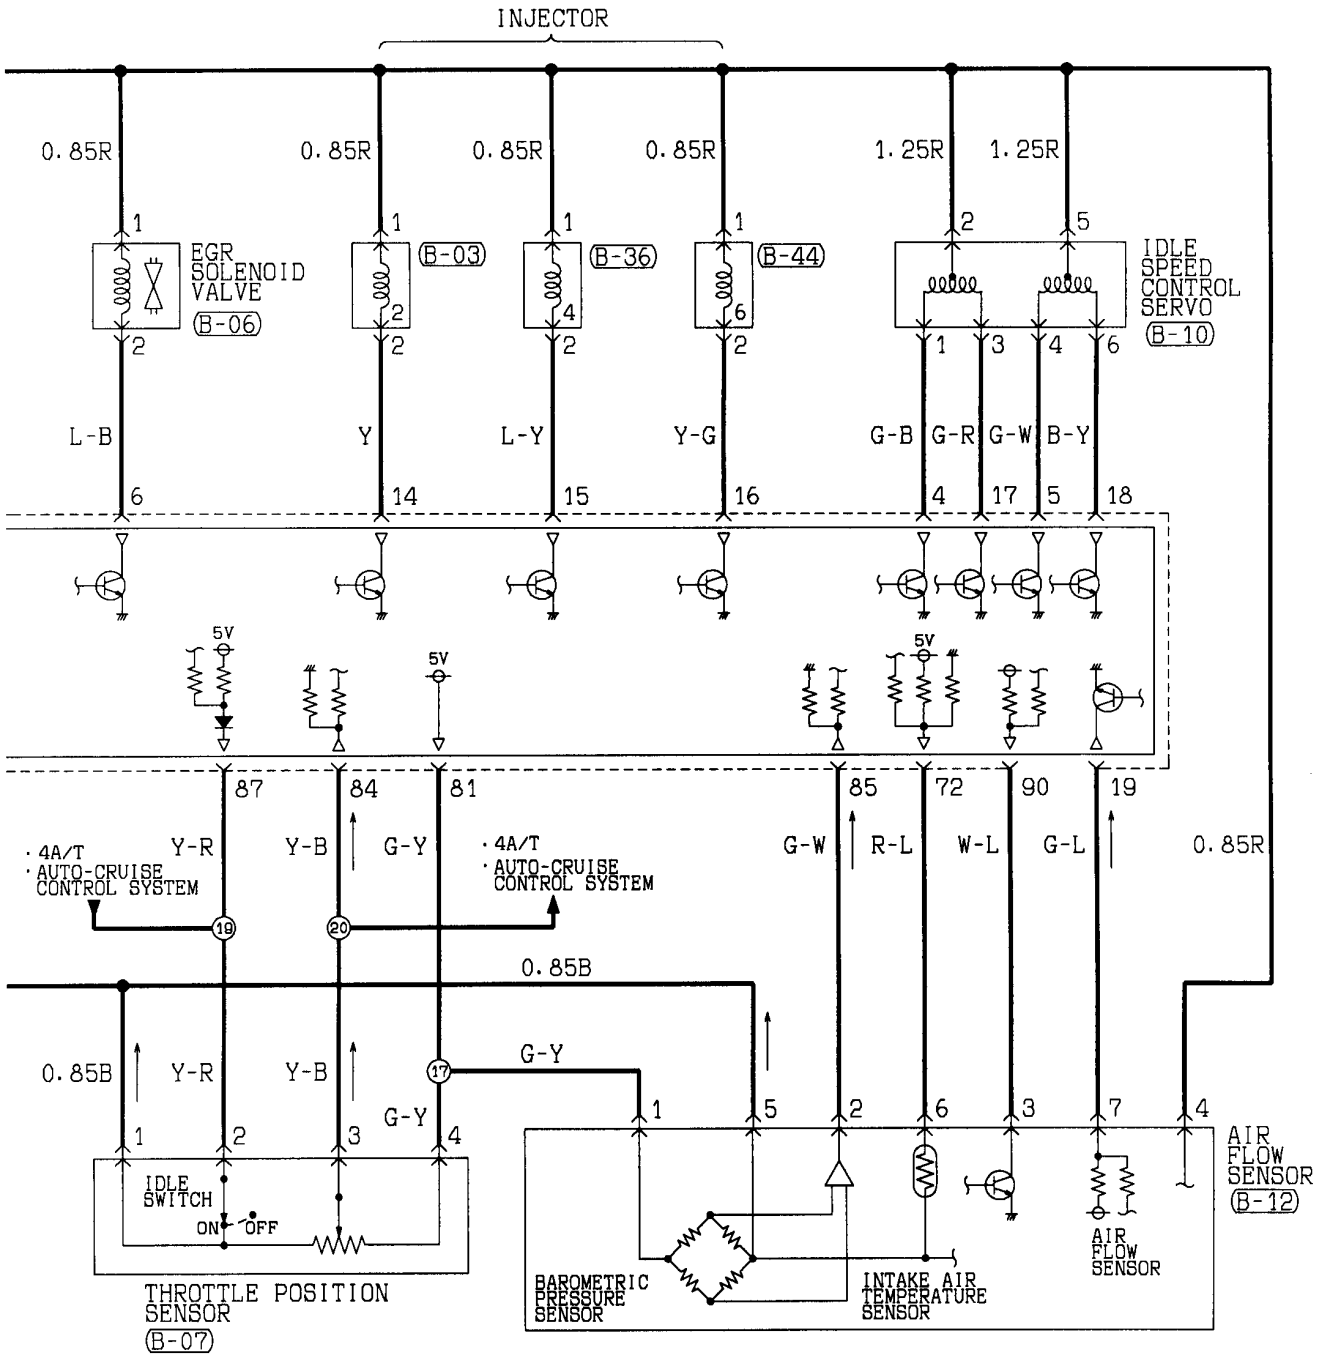 INJECTOR
0.85R 0.85R 0.85R 0.85R 1.25R 1.25R
1 1 1 1 2 5
EGR
SOLENOID
VALVE
(B-06)
(B-03)
(B-36)
(B-44)
IDLE
SPEED
CONTROL
SERVO
(B-10)
2 4 6
2 2 2 2 1 3 4 6
L-B Y L-Y Y-G G-B G-R G-W B-Y
6 14 15 16 4 17 5 18
5V 5V 5V
87 84 81 85 72 90 19
Y-R Y-B G-Y G-W R-L W-L G-L 0.85R
· 4A/T
· AUTO-CRUISE
CONTROL SYSTEM
· 4A/T
· AUTO-CRUISE
CONTROL SYSTEM
19 20
0.85B
0.85B Y-R Y-B 17 G-Y
G-Y
1 2 3 4
1 5 2 6 3 7 4
IDLE
SWITCH
ON OFF
THROTTLE POSITION
SENSOR
(B-07)
AIR
FLOW
SENSOR
(B-12)
BAROMETRIC
PRESSURE
SENSOR
INTAKE AIR
TEMPERATURE
SENSOR
AIR
FLOW
SENSOR